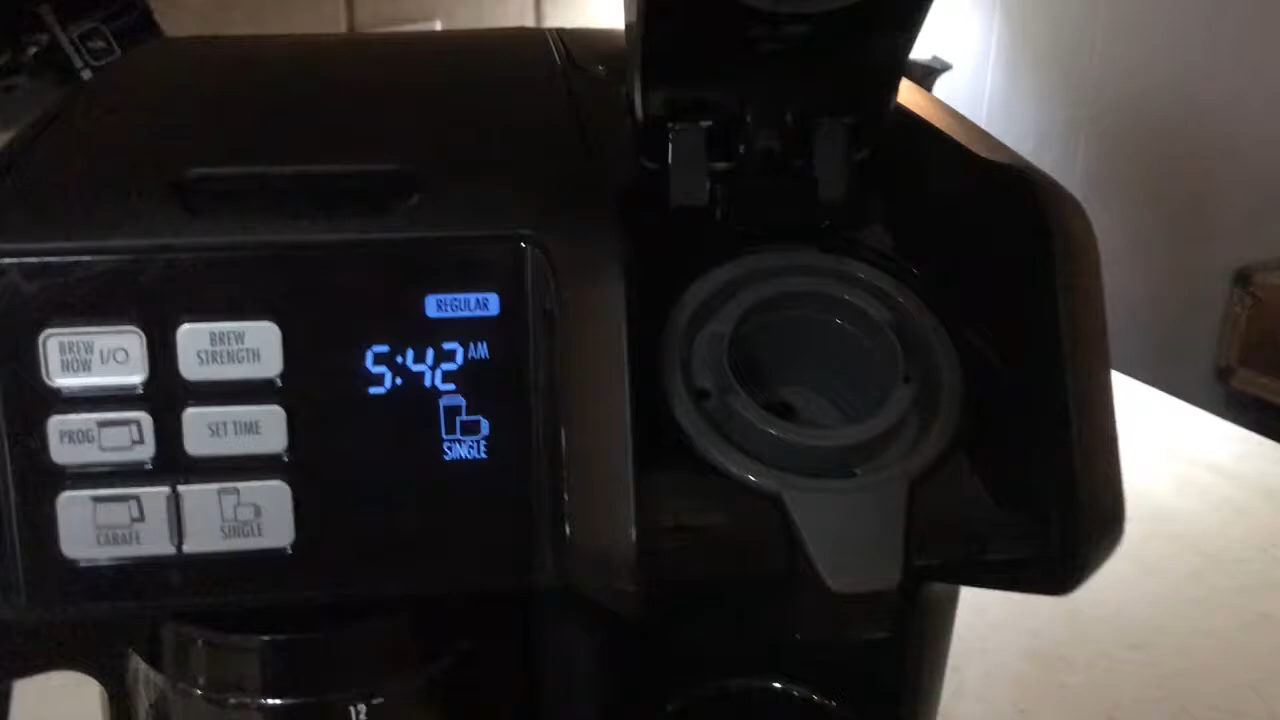 REGULAR
5:42 AM
SINGLE
BREW NOW I/O
BREW STRENGTH
PROG
SET TIME
CARAFE
SINGLE
12